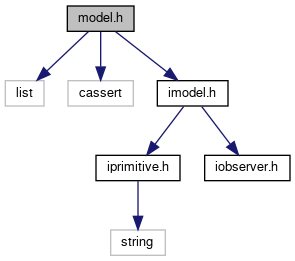 model.h
list
cassert
imodel.h
iprimitive.h
iobserver.h
string